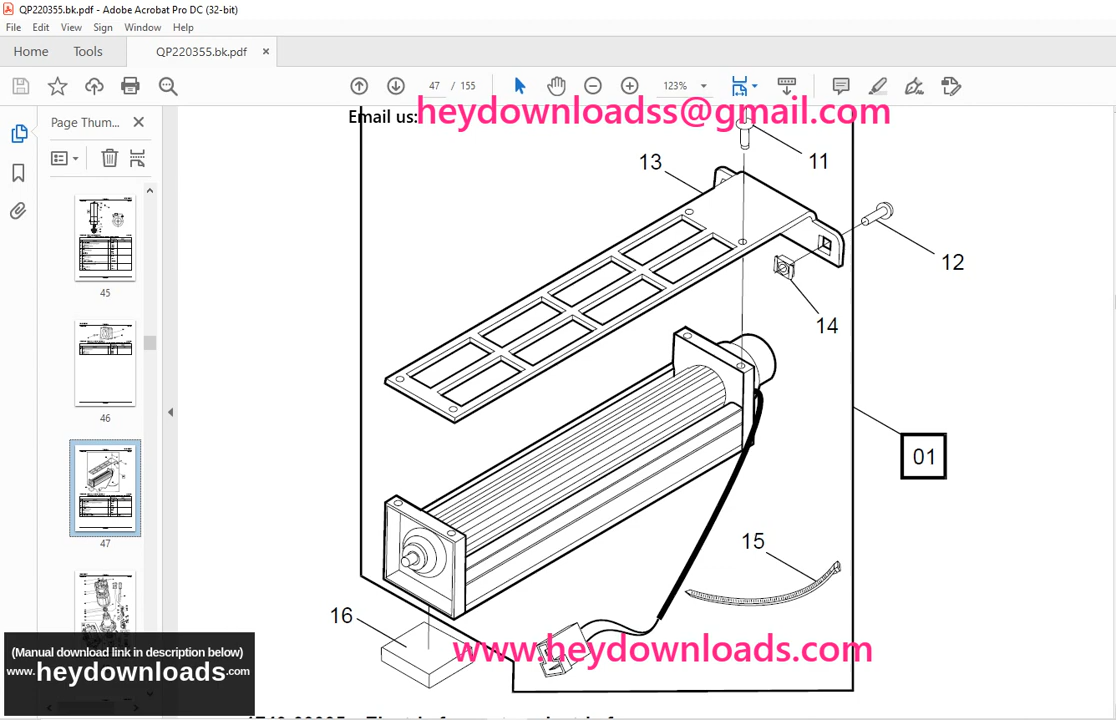 QP220355.bk.pdf - Adobe Acrobat Pro DC (32-bit)
File Edit View Sign Window Help
Home Tools QP220355.bk.pdf ×
47 / 155 123%
Page Thum...
Email us:heydownloadss@gmail.com
11
13
12
14
01
15
16
45
46
47
www.heydownloads.com
(Manual download link in description below)
www.heydownloads.com